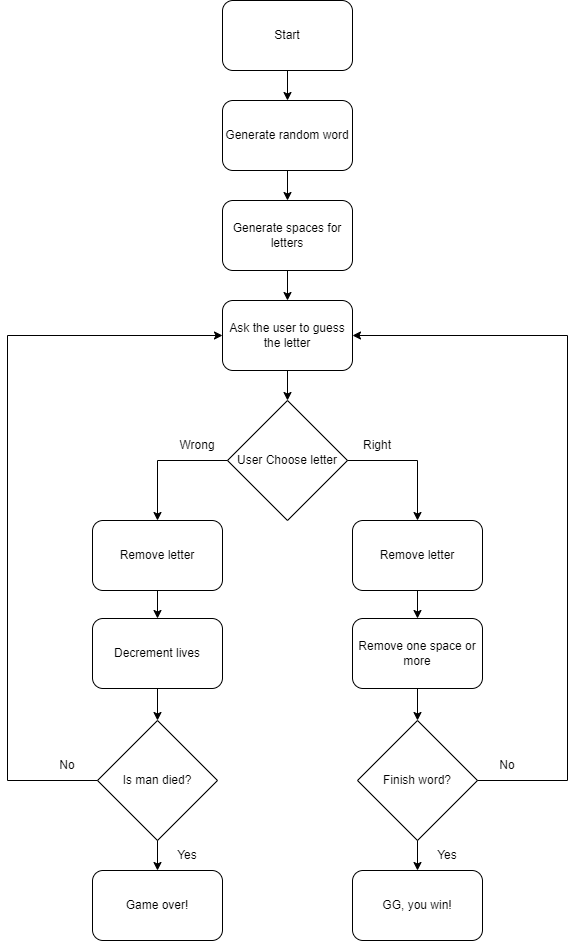 Start
Generate random word
Generate spaces for
letters
Ask the user to guess
the letter
Wrong
User Choose letter
Right
Remove letter
Remove letter
Decrement lives
Remove one space or
more
No
Is man died?
Finish word?
No
Yes
Yes
Game over!
GG, you win!